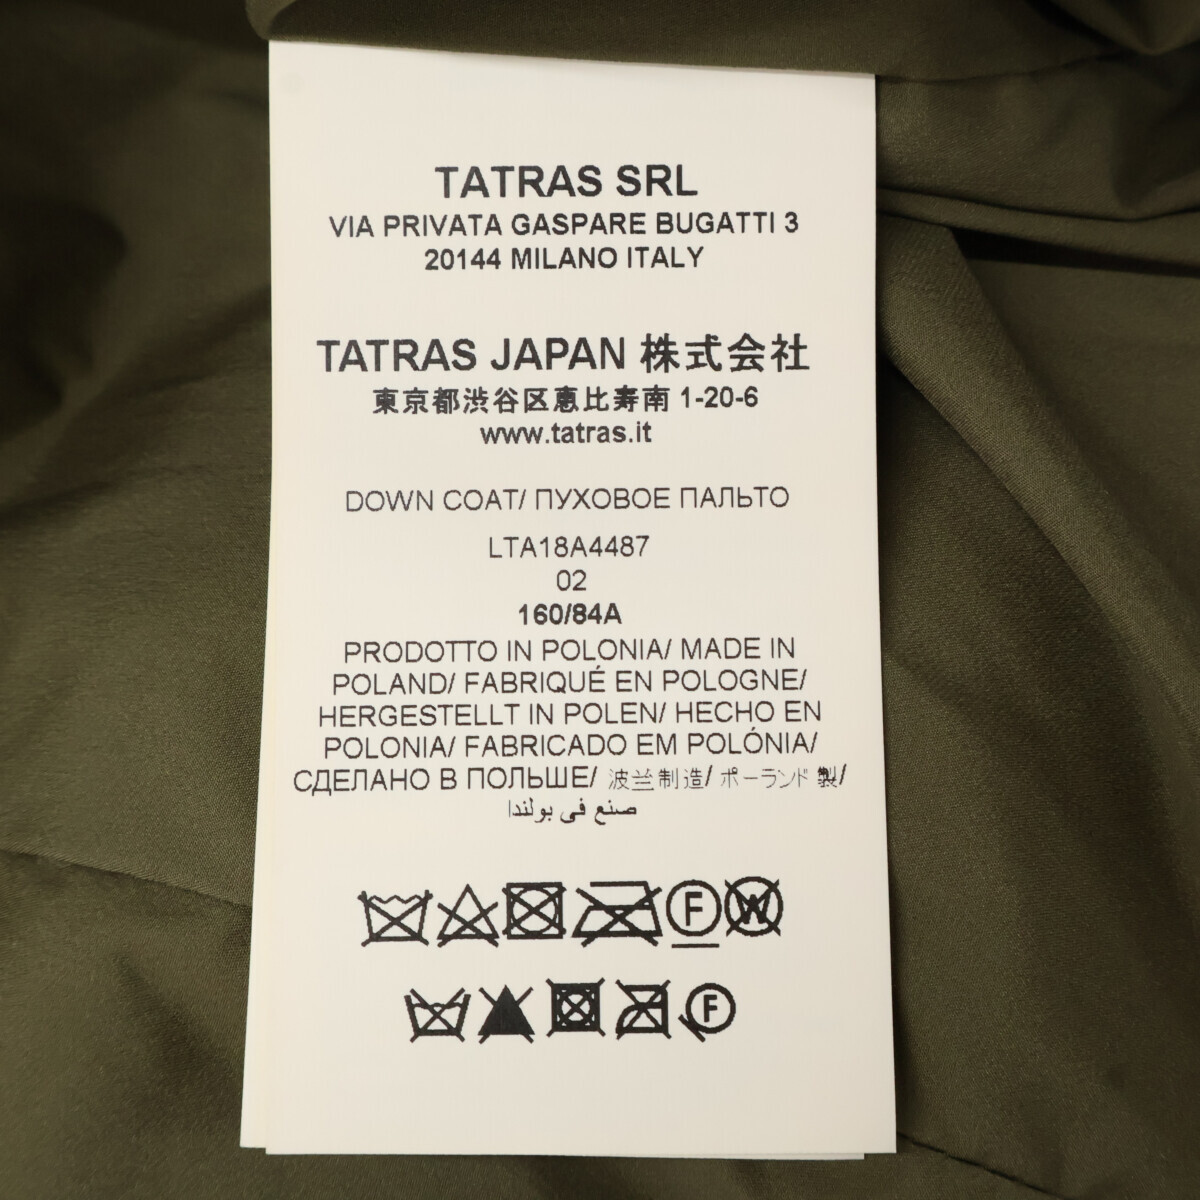 TATRAS SRL
VIA PRIVATA GASPARE BUGATTI 3
20144 MILANO ITALY
TATRAS JAPAN 株式会社
東京都渋谷区恵比寿南 1-20-6
www.tatras.it
DOWN COAT/ ПУХОВОЕ ПАЛЬТО
LTA18A4487
02
160/84A
PRODOTTO IN POLONIA/ MADE IN
POLAND/ FABRIQUÉ EN POLOGNE/
HERGESTELLT IN POLEN/ HECHO EN
POLONIA/ FABRICADO EM POLÓNIA/
СДЕЛАНО В ПОЛЬШЕ/ 波兰制造/ ポーランド 製/
صنع في بولندا
F W
F